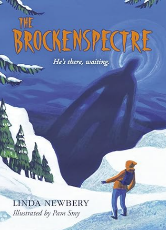 THE
BROCKENSPECTRE
He's there, waiting.
LINDA NEWBERY
Illustrated by Pam Smy